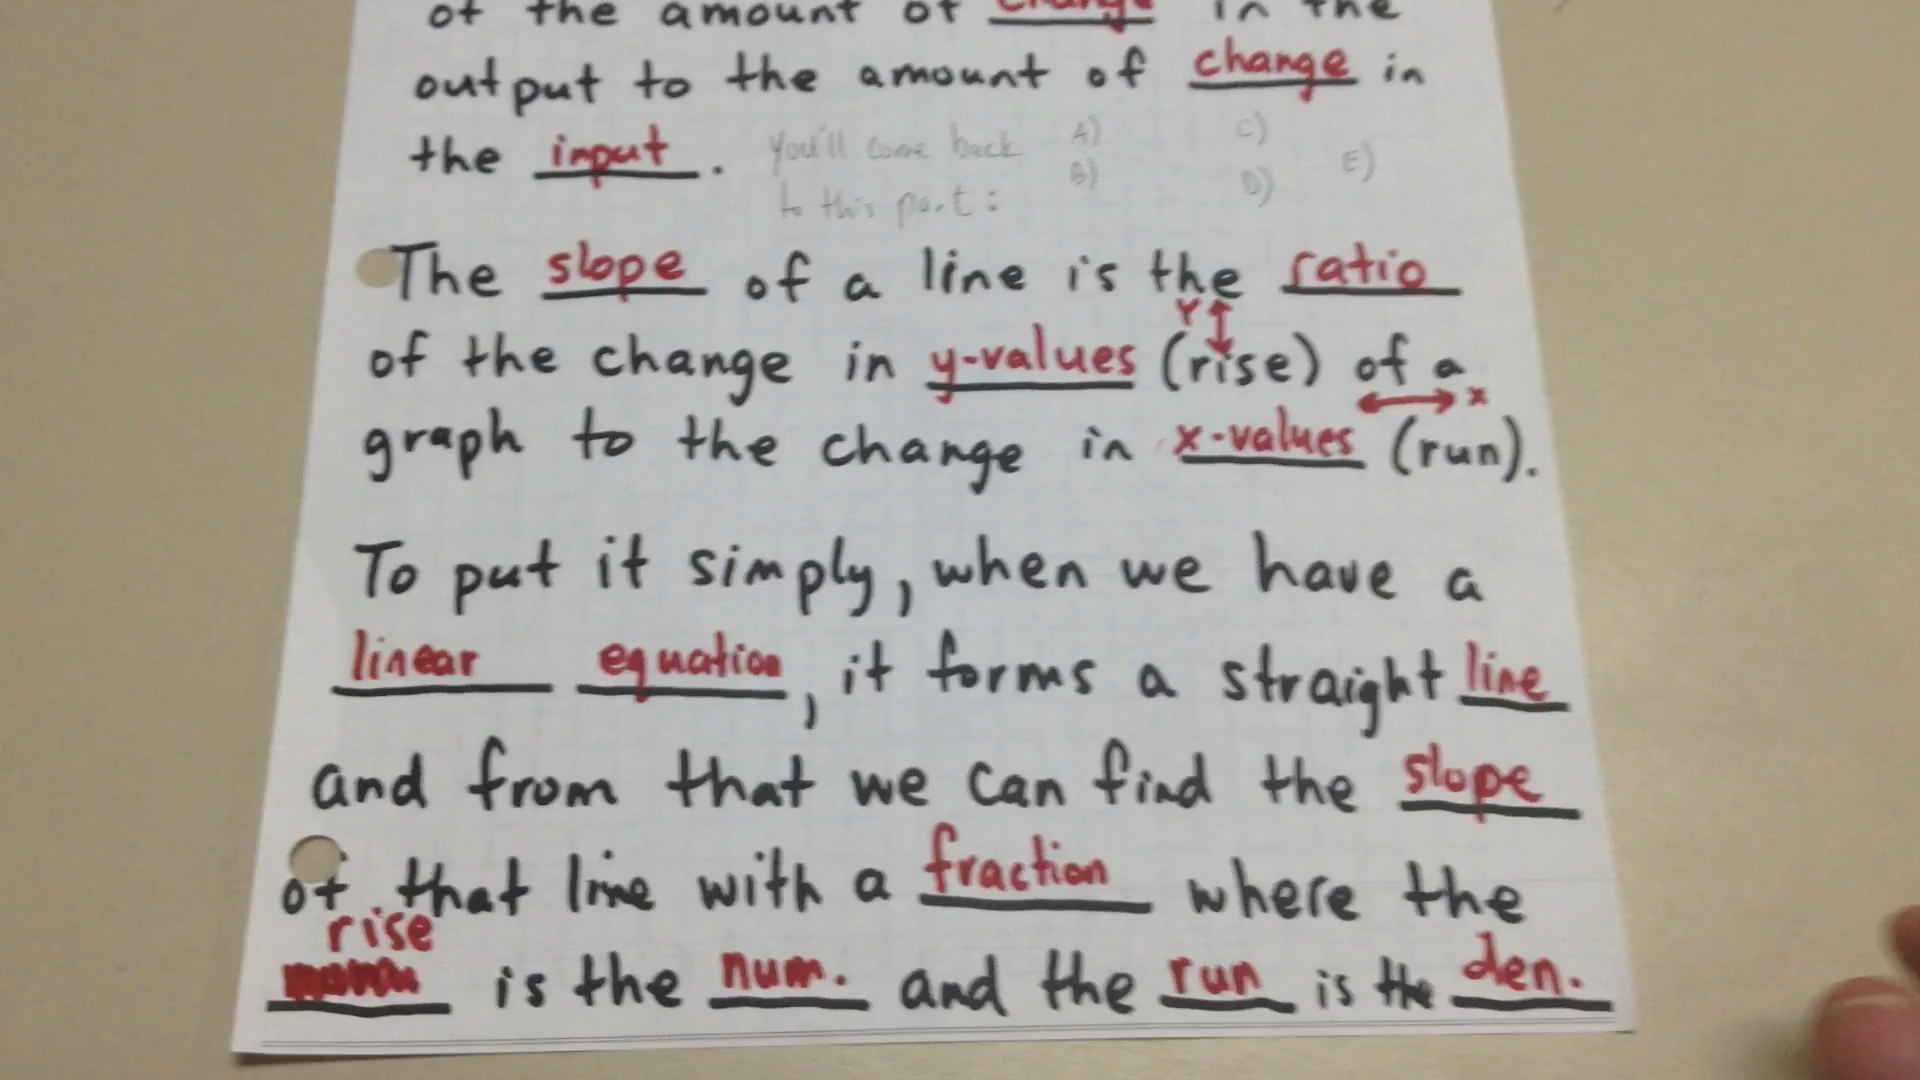 of the amount of change in the
output to the amount of change in
the input. You'll come back A) C)
to this part: B) D) E)
The slope of a line is the ratio
Y
of the change in y-values (rise) of a
x
graph to the change in x-values (run).
To put it simply, when we have a
linear equation, it forms a straight line
and from that we can find the slope
of that line with a fraction where the
rise
is the num. and the run is the den.